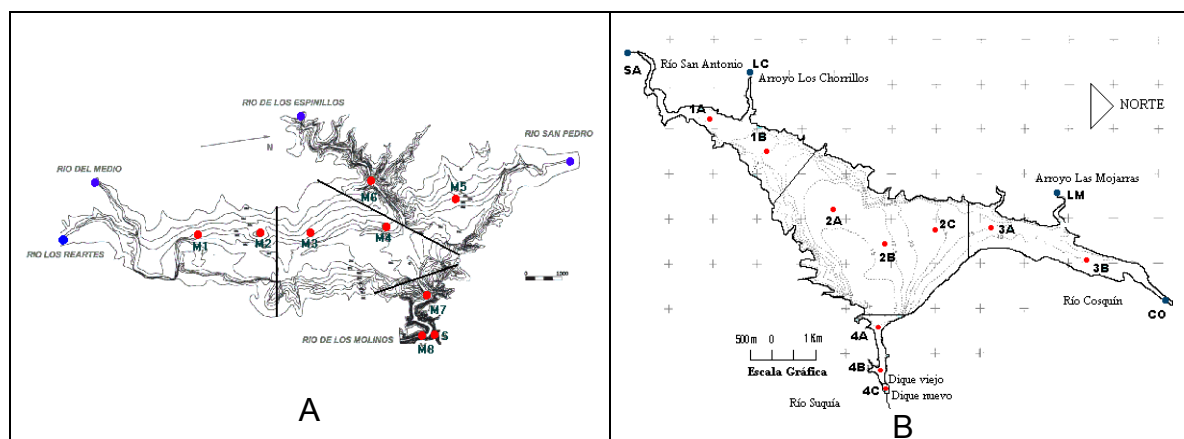 RIO DE LOS ESPINILLOS
RIO SAN PEDRO
N
RIO DEL MEDIO
M6
M5
M1
M2
M3
M4
RIO LOS REARTES
M7
RIO DE LOS MOLINOS
M8
S
A
SA
Río San Antonio
LC
Arroyo Los Chorrillos
NORTE
1A
1B
Arroyo Las Mojarras
LM
2A
2C
3A
2B
3B
Río Cosquín
CO
4A
500 m 0 1 Km
Escala Gráfica
4B
Dique viejo
4C
Dique nuevo
Río Suquía
B